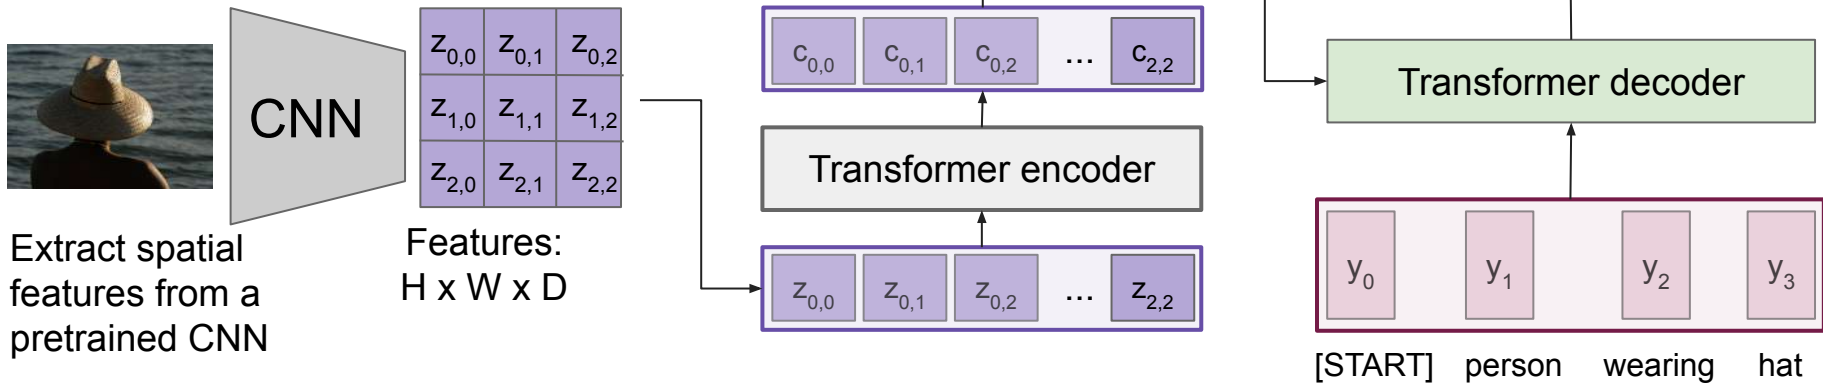 CNN
z0,0 z0,1 z0,2
z1,0 z1,1 z1,2
z2,0 z2,1 z2,2
Extract spatial
features from a
pretrained CNN
Features:
H x W x D
c0,0 c0,1 c0,2 ... c2,2
Transformer encoder
z0,0 z0,1 z0,2 ... z2,2
Transformer decoder
y0 y1 y2 y3
[START] person wearing hat